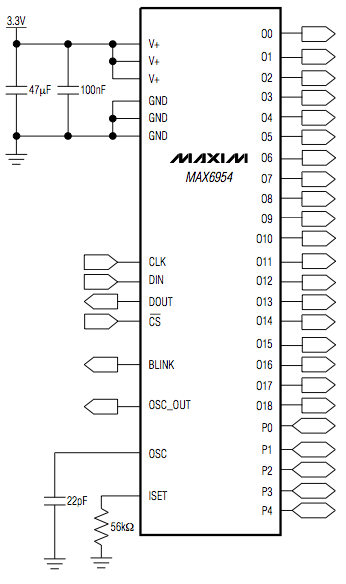 3.3V
47µF
100nF
V+
V+
V+
GND
GND
GND
MAXIM
MAX6954
CLK
DIN
DOUT
CS
BLINK
OSC_OUT
OSC
ISET
22pF
56kΩ
O0
O1
O2
O3
O4
O5
O6
O7
O8
O9
O10
O11
O12
O13
O14
O15
O16
O17
O18
P0
P1
P2
P3
P4